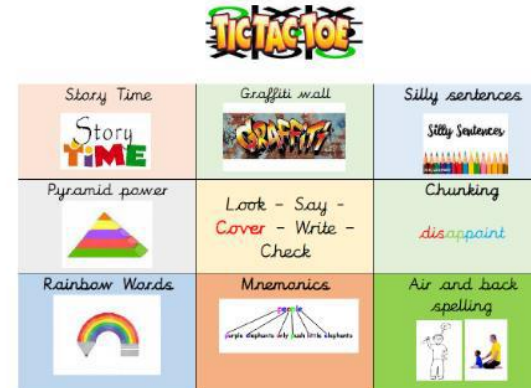 TIC TAC TOE
Story Time
Story
TiME
Graffiti wall
GRAFFITI
Silly sentences
Silly Sentences
Pyramid power
Look - Say -
Cover - Write -
Check
Chunking
disappoint
Rainbow Words
Mnemonics
people
purple elephants only push little elephants
Air and back
spelling